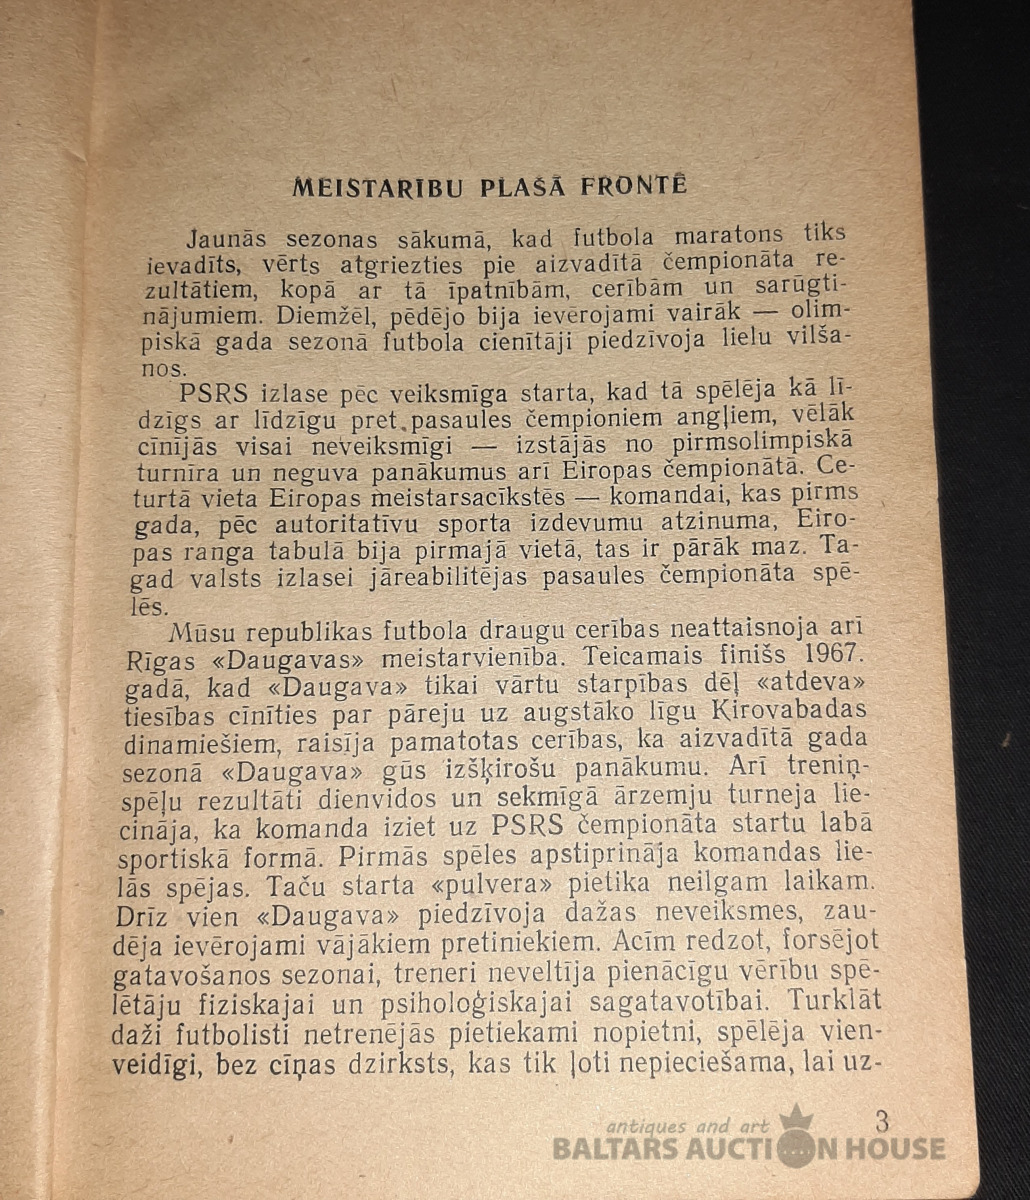 MEISTARĪBU PLAŠĀ FRONTĒ
Jaunās sezonas sākumā, kad futbola maratons tiks
ievadīts, vērts atgriezties pie aizvadītā čempionāta re-
zultātiem, kopā ar tā īpatnībām, cerībām un sarūgti-
nājumiem. Diemžēl, pēdējo bija ievērojami vairāk — olim-
piskā gada sezonā futbola cienītāji piedzīvoja lielu vilša-
nos.
PSRS izlase pēc veiksmīga starta, kad tā spēlēja kā lī-
dzīgs ar līdzīgu pret pasaules čempioniem angļiem, vēlāk
cīnījās visai neveiksmīgi — izstājās no pirmsolimpiskā
turnīra un neguva panākumus arī Eiropas čempionātā. Ce-
turtā vieta Eiropas meistarsacīkstēs — komandai, kas pirms
gada, pēc autoritatīvu sporta izdevumu atzinuma, Eiro-
pas ranga tabulā bija pirmajā vietā, tas ir pārāk maz. Ta-
gad valsts izlasei jāreabilitējas pasaules čempionāta spē-
lēs.
Mūsu republikas futbola draugu cerības neattaisnoja arī
Rīgas «Daugavas» meistarvienība. Teicamais finišs 1967.
gadā, kad «Daugava» tikai vārtu starpības dēļ «atdeva»
tiesības cīnīties par pāreju uz augstāko līgu Kirovabadas
dinamiešiem, raisīja pamatotas cerības, ka aizvadītā gada
sezonā «Daugava» gūs izšķirošu panākumu. Arī treniņ-
spēļu rezultāti dienvidos un sekmīgā ārzemju turneja lie-
cināja, ka komanda iziet uz PSRS čempionāta startu labā
sportiskā formā. Pirmās spēles apstiprināja komandas lie-
lās spējas. Taču starta «pulvera» pietika neilgam laikam.
Drīz vien «Daugava» piedzīvoja dažas neveiksmes, zau-
dēja ievērojami vājākiem pretiniekiem. Acīm redzot, forsējot
gatavošanos sezonai, treneri neveltīja pienācīgu vērību spē-
lētāju fiziskajai un psiholoģiskajai sagatavotībai. Turklāt
daži futbolisti netrenējās pietiekami nopietni, spēlēja vien-
veidīgi, bez cīņas dzirksts, kas tik ļoti nepieciešama, lai uz-
3
antiques and art
BALTARS AUCTION HOUSE